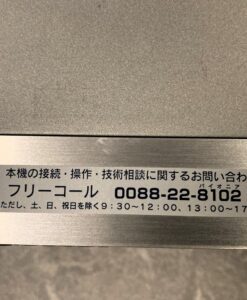 本機の接続・操作・技術相談に関するお問い合わ
フリーコール 0088-22-8102
パイオニア
ただし、土、日、祝日を除く9:30〜12:00、13:00〜17